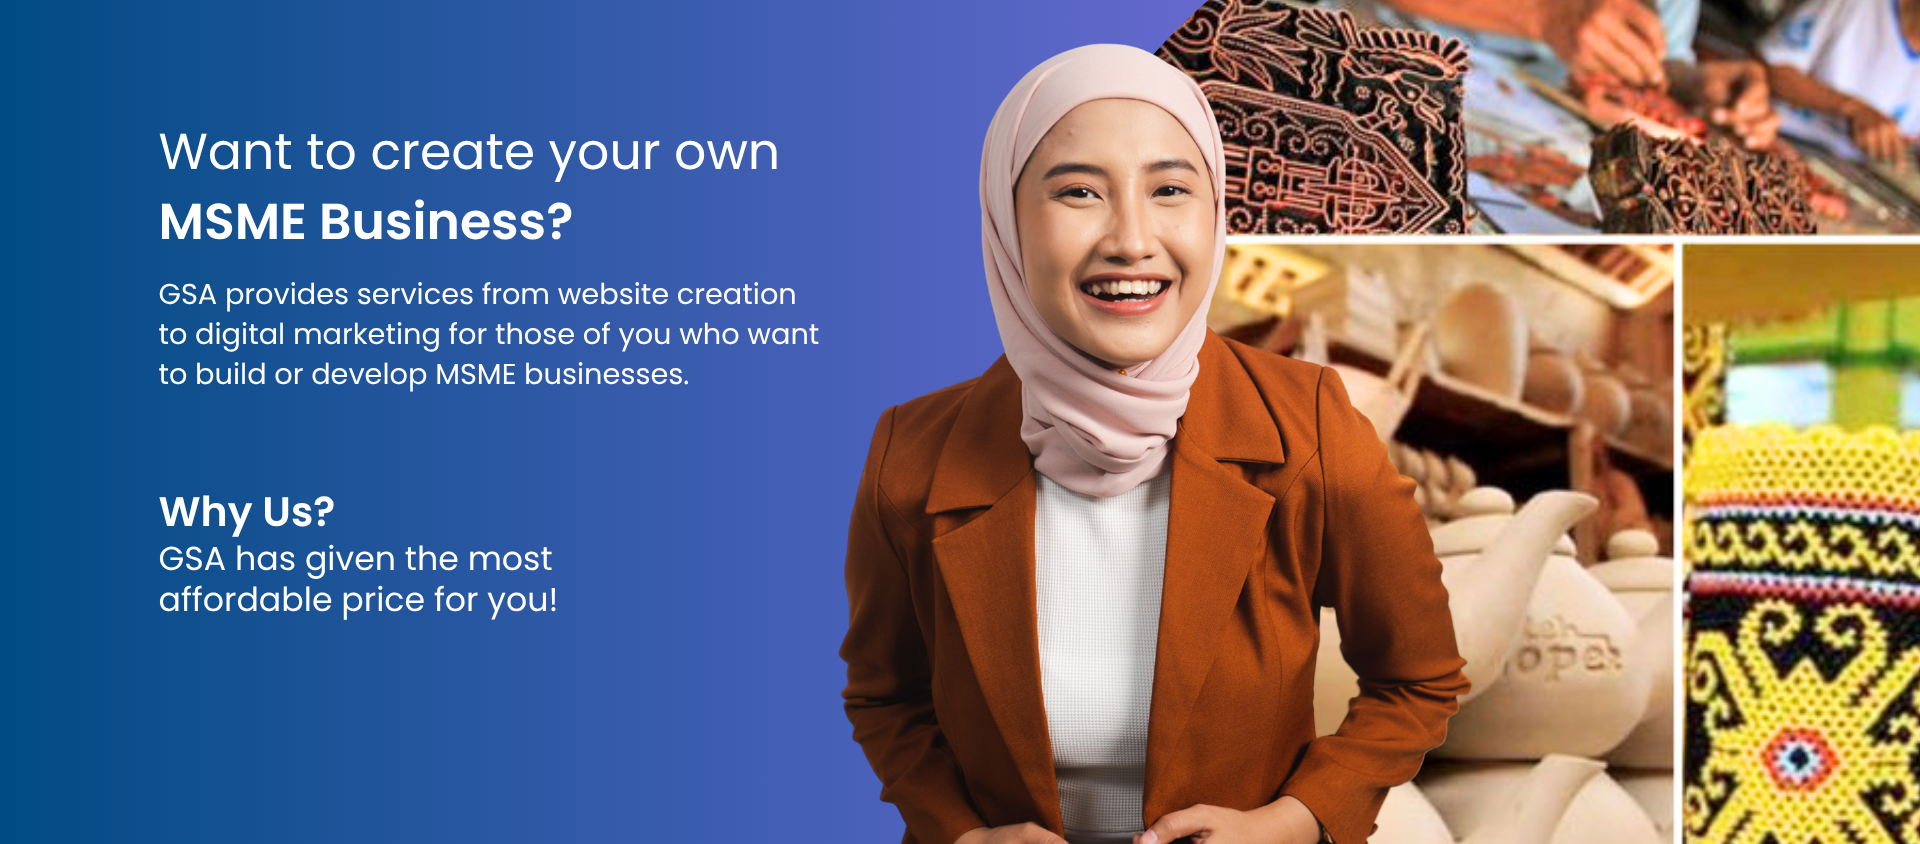 Want to create your own
MSME Business?
GSA provides services from website creation
to digital marketing for those of you who want
to build or develop MSME businesses.
Why Us?
GSA has given the most
affordable price for you!